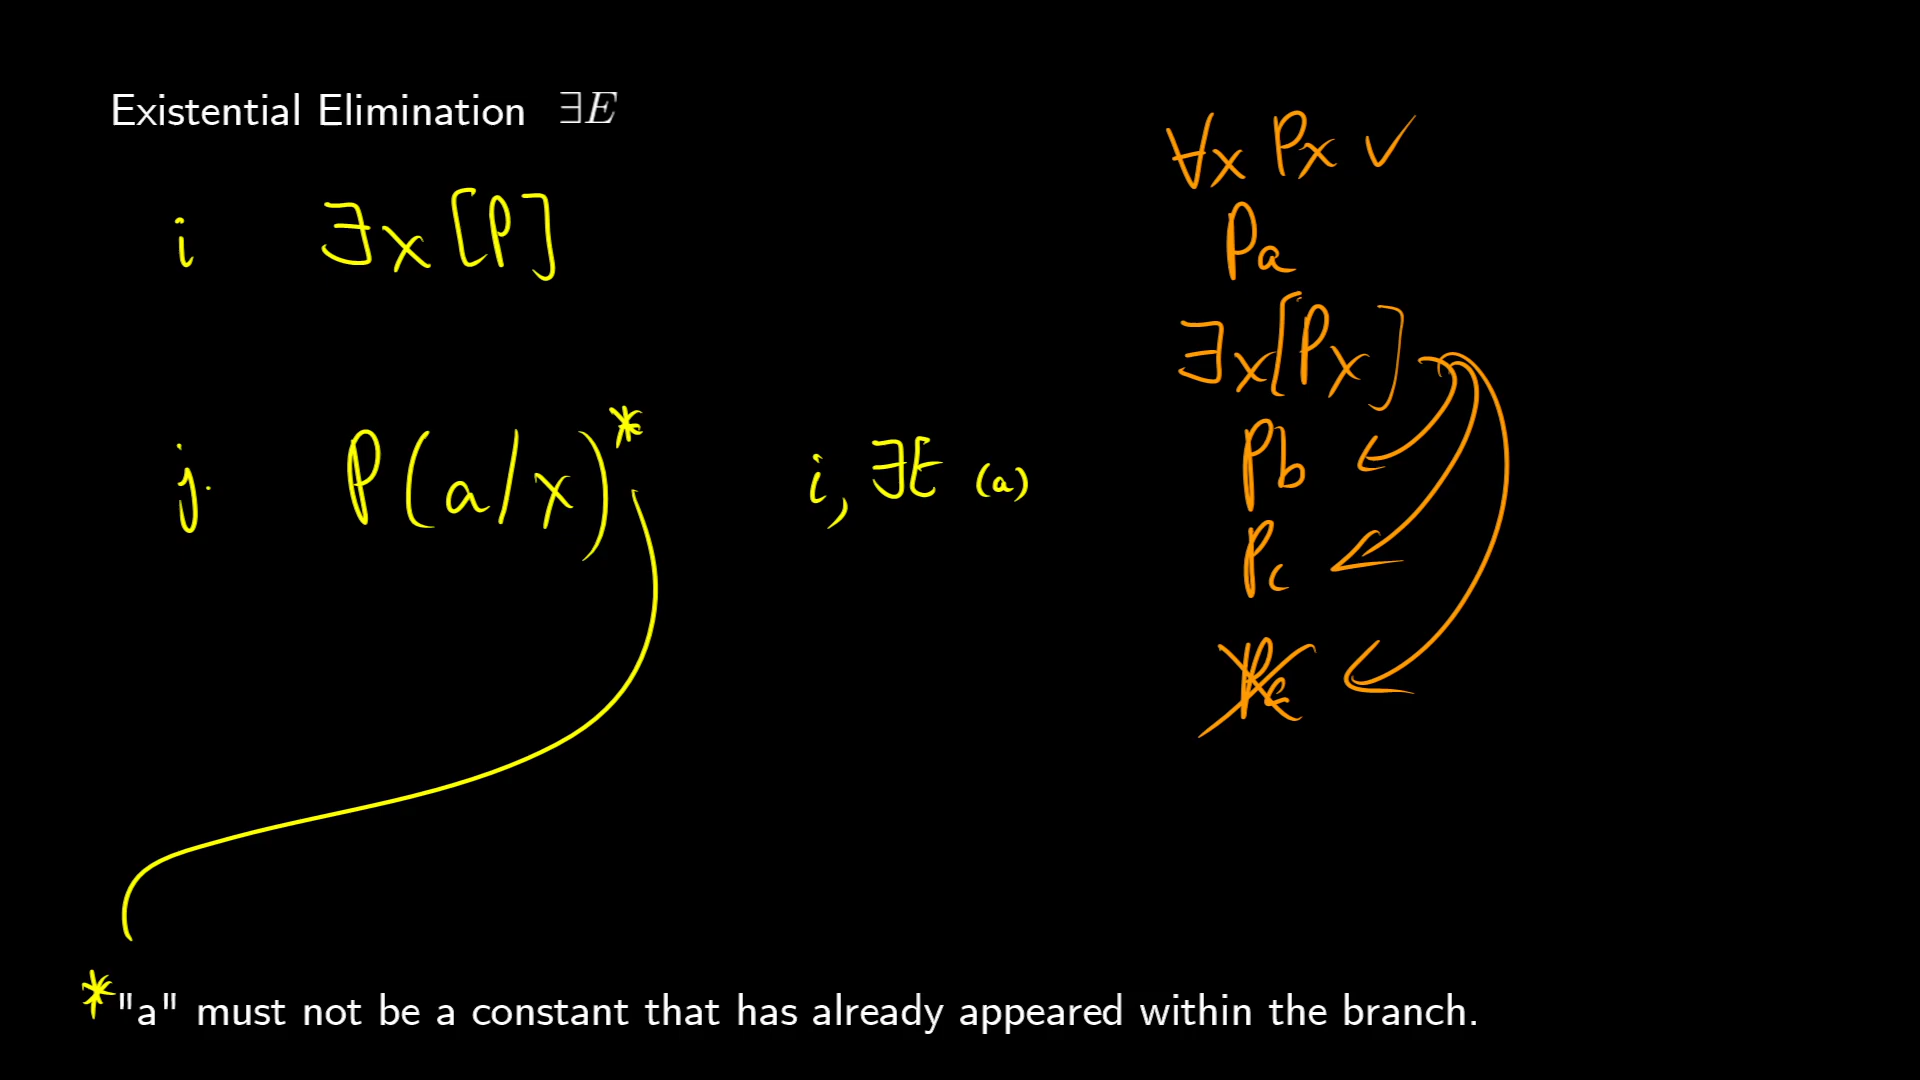 Existential Elimination ∃E
i ∃x [P]
j. P(a/x)* i, ∃E (a)
*"a" must not be a constant that has already appeared within the branch.
∀x Px ✓
Pa
∃x[Px]
Pb
Pc